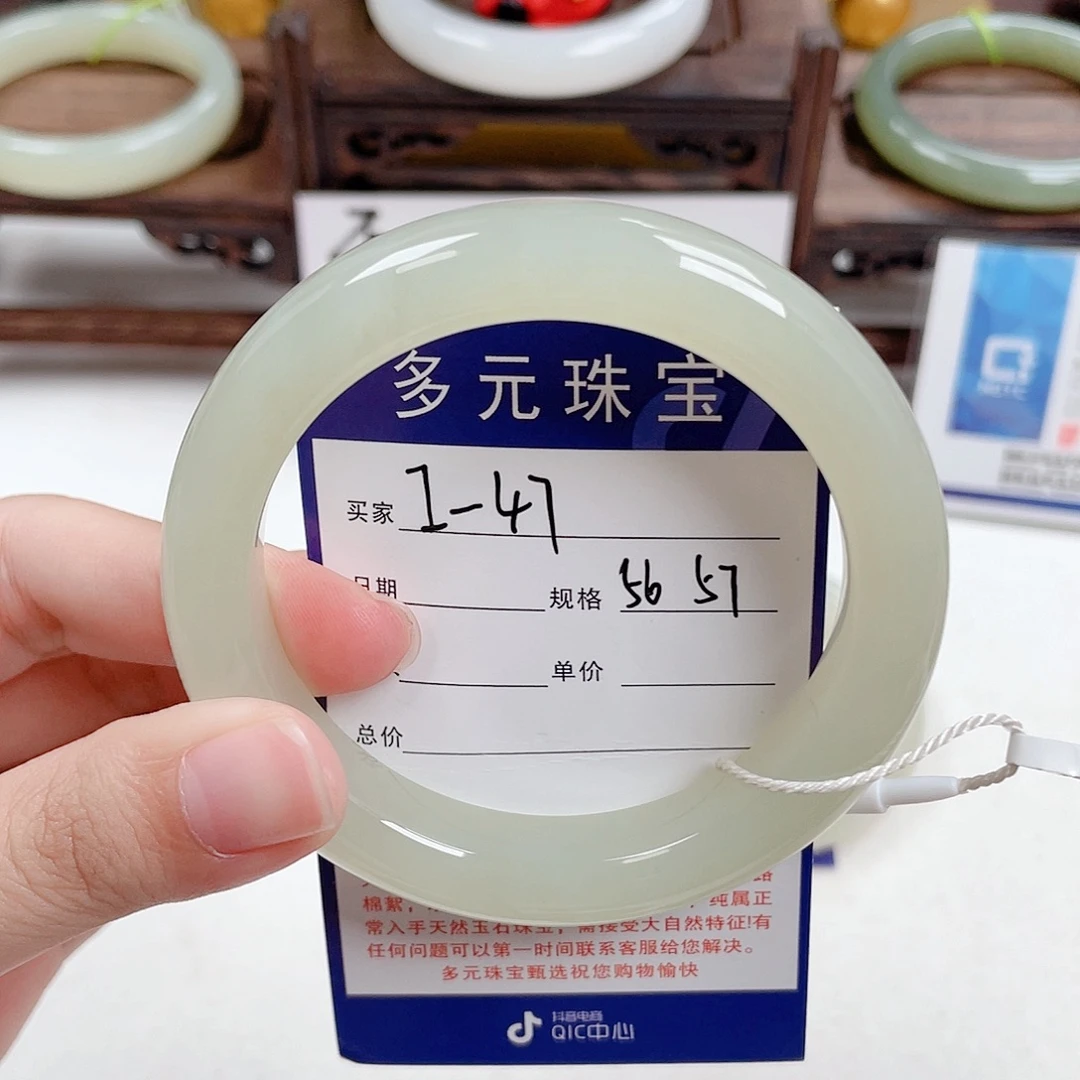 多元珠宝
买家 I-47
日期 规格 56 57
单价
总价
棉絮，纯属正
常入手天然玉石珠宝，需接受大自然特征!有
任何问题可以第一时间联系客服给您解决。
多元珠宝甄选祝您购物愉快
抖音电商
QIC中心